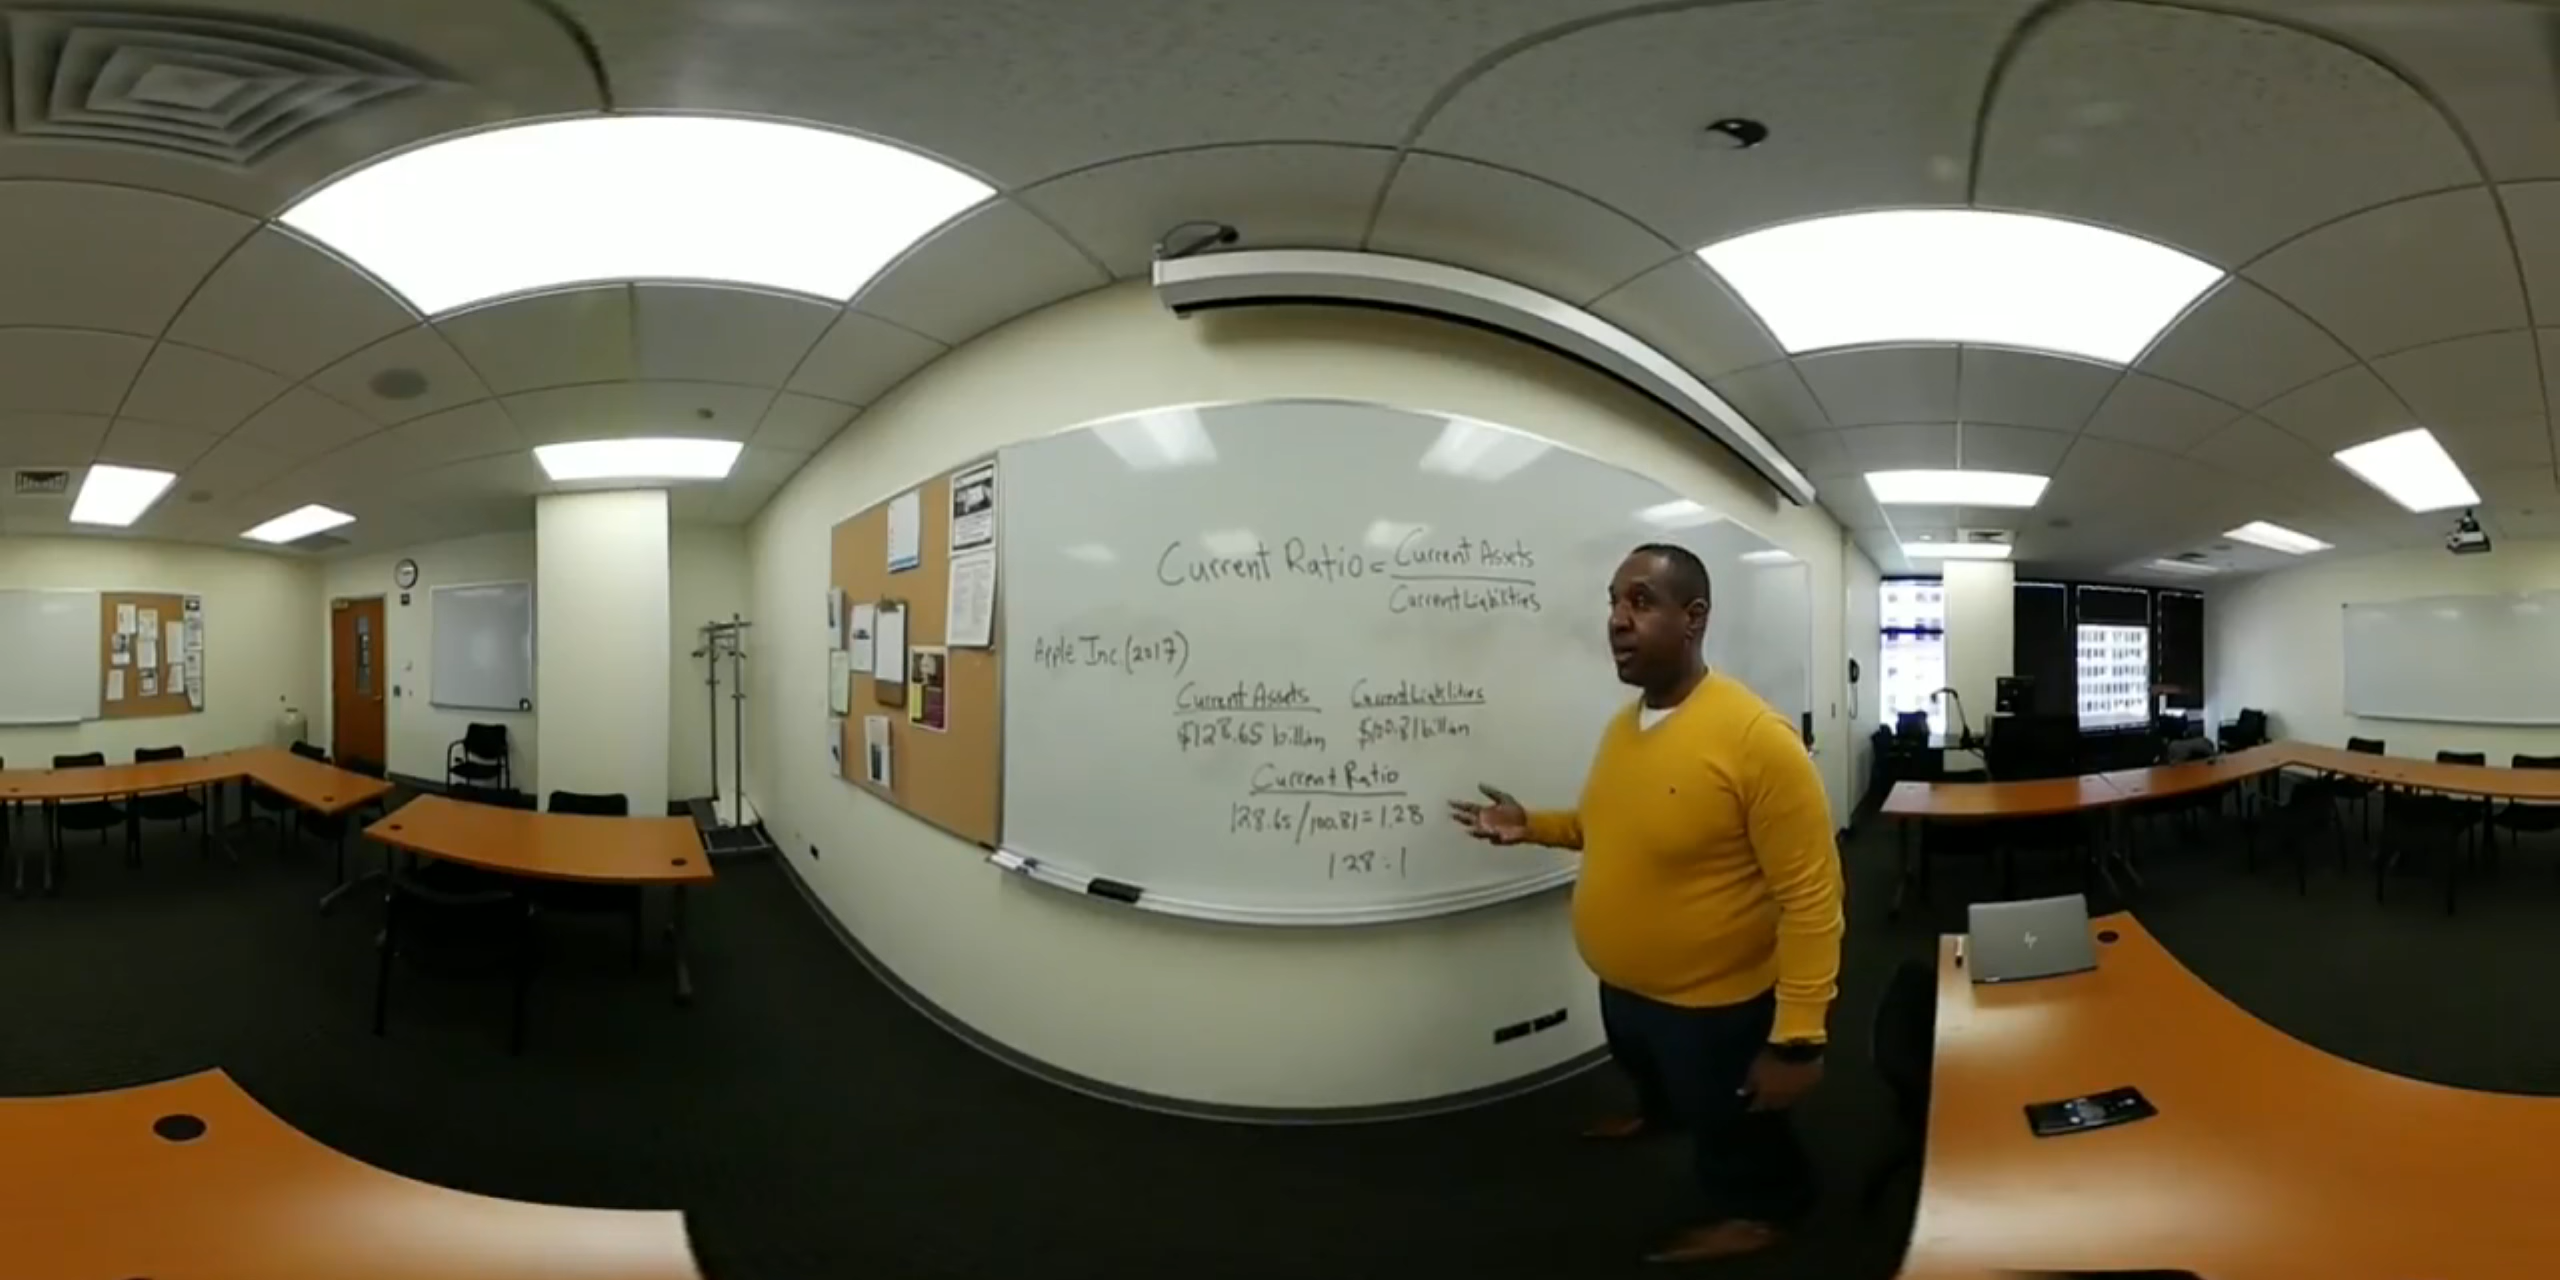 Current Ratio = Current Assets
Current Liabilities
Apple Inc. (2017)
Current Assets Current Liabilities
$128.65 billion $100.81 billion
Current Ratio
128.65/100.81 = 1.28
1.28 : 1
hp